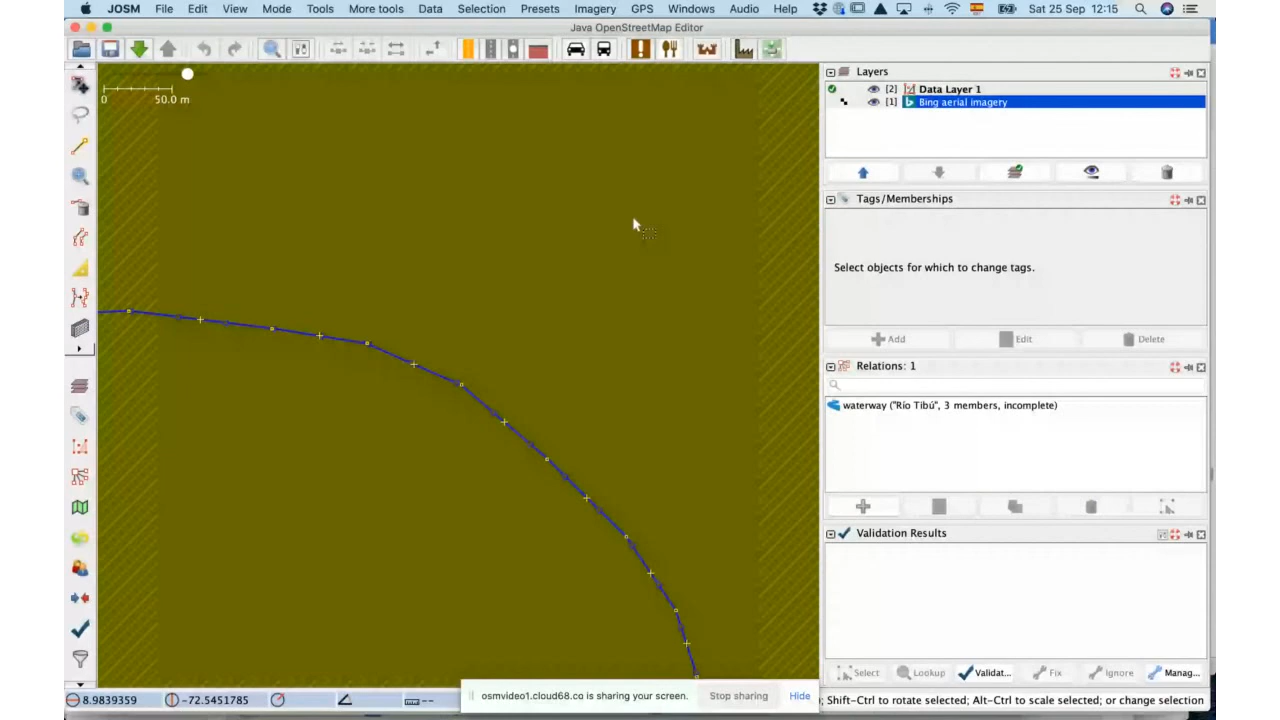 JOSM File Edit View Mode Tools More tools Data Selection Presets Imagery GPS Windows Audio Help Sat 25 Sep 12:15
Java OpenStreetMap Editor
0 50.0 m
Layers
[2] Data Layer 1
[1] Bing aerial imagery
Tags/Memberships
Select objects for which to change tags.
Add Edit Delete
Relations: 1
waterway ("Río Tibú", 3 members, incomplete)
Validation Results
Select Lookup Validat... Fix Ignore Manag...
osmvideo1.cloud68.co is sharing your screen. Stop sharing Hide
8.9839359 -72.5451785 -- ; Shift-Ctrl to rotate selected; Alt-Ctrl to scale selected; or change selection